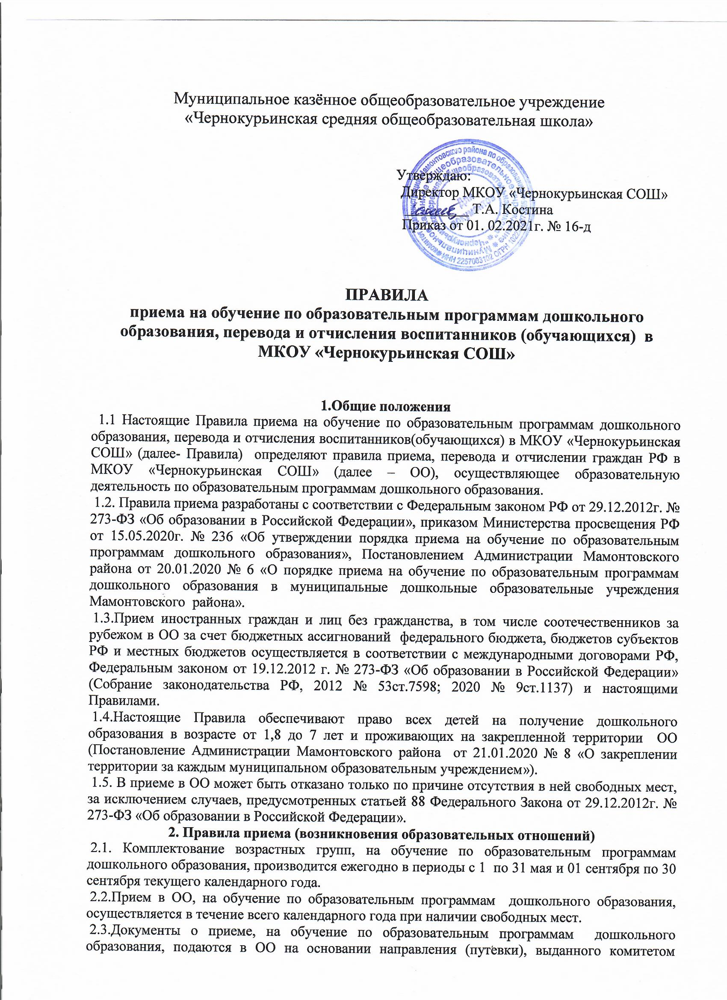 Муниципальное казённое общеобразовательное учреждение
«Чернокурьинская средняя общеобразовательная школа»
Утверждаю:
Директор МКОУ «Чернокурьинская СОШ»
Т.А. Костина
Приказ от 01. 02.2021г. № 16-д
Мамонтовского района по образованию
ИНН 2257003102 ОГРН
Для документов
ПРАВИЛА
приема на обучение по образовательным программам дошкольного
образования, перевода и отчисления воспитанников (обучающихся) в
МКОУ «Чернокурьинская СОШ»
1.Общие положения
1.1 Настоящие Правила приема на обучение по образовательным программам дошкольного
образования, перевода и отчисления воспитанников(обучающихся) в МКОУ «Чернокурьинская
СОШ» (далее- Правила) определяют правила приема, перевода и отчислении граждан РФ в
МКОУ «Чернокурьинская СОШ» (далее – ОО), осуществляющее образовательную
деятельность по образовательным программам дошкольного образования.
1.2. Правила приема разработаны с соответствии с Федеральным законом РФ от 29.12.2012г. №
273-ФЗ «Об образовании в Российской Федерации», приказом Министерства просвещения РФ
от 15.05.2020г. № 236 «Об утверждении порядка приема на обучение по образовательным
программам дошкольного образования», Постановлением Администрации Мамонтовского
района от 20.01.2020 № 6 «О порядке приема на обучение по образовательным программам
дошкольного образования в муниципальные дошкольные образовательные учреждения
Мамонтовского района».
1.3.Прием иностранных граждан и лиц без гражданства, в том числе соотечественников за
рубежом в ОО за счет бюджетных ассигнований федерального бюджета, бюджетов субъектов
РФ и местных бюджетов осуществляется в соответствии с международными договорами РФ,
Федеральным законом от 19.12.2012 г. № 273-ФЗ «Об образовании в Российской Федерации»
(Собрание законодательства РФ, 2012 № 53ст.7598; 2020 № 9ст.1137) и настоящими
Правилами.
1.4.Настоящие Правила обеспечивают право всех детей на получение дошкольного
образования в возрасте от 1,8 до 7 лет и проживающих на закрепленной территории ОО
(Постановление Администрации Мамонтовского района от 21.01.2020 № 8 «О закреплении
территории за каждым муниципальном образовательным учреждением»).
1.5. В приеме в ОО может быть отказано только по причине отсутствия в ней свободных мест,
за исключением случаев, предусмотренных статьей 88 Федерального Закона от 29.12.2012г. №
273-ФЗ «Об образовании в Российской Федерации».
2. Правила приема (возникновения образовательных отношений)
2.1. Комплектование возрастных групп, на обучение по образовательным программам
дошкольного образования, производится ежегодно в периоды с 1 по 31 мая и 01 сентября по 30
сентября текущего календарного года.
2.2.Прием в ОО, на обучение по образовательным программам дошкольного образования,
осуществляется в течение всего календарного года при наличии свободных мест.
2.3.Документы о приеме, на обучение по образовательным программам дошкольного
образования, подаются в ОО на основании направления (путевки), выданного комитетом